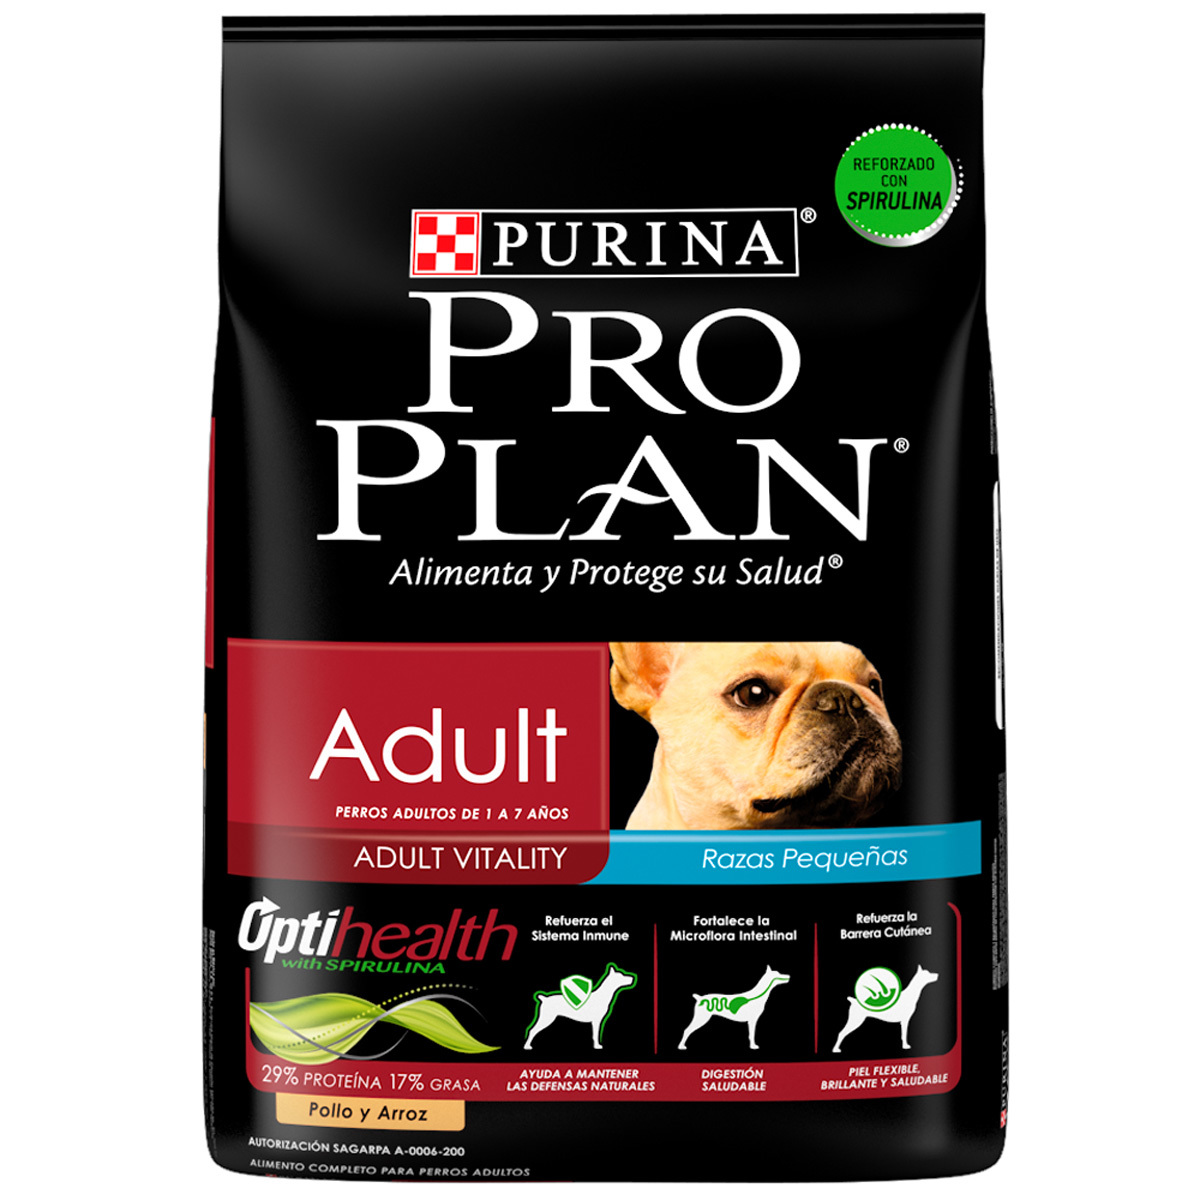 REFORZADO
CON
SPIRULINA
PURINA®
PRO
PLAN®
Alimenta y Protege su Salud®
Adult
PERROS ADULTOS DE 1 A 7 AÑOS
ADULT VITALITY
Razas Pequeñas
Optihealth
with SPIRULINA
Refuerza el
Sistema Inmune
Fortalece la
Microflora Intestinal
Refuerza la
Barrera Cutánea
29% PROTEÍNA 17% GRASA
AYUDA A MANTENER
LAS DEFENSAS NATURALES
DIGESTIÓN
SALUDABLE
PIEL FLEXIBLE,
BRILLANTE Y SALUDABLE
Pollo y Arroz
AUTORIZACIÓN SAGARPA A-0006-200
ALIMENTO COMPLETO PARA PERROS ADULTOS